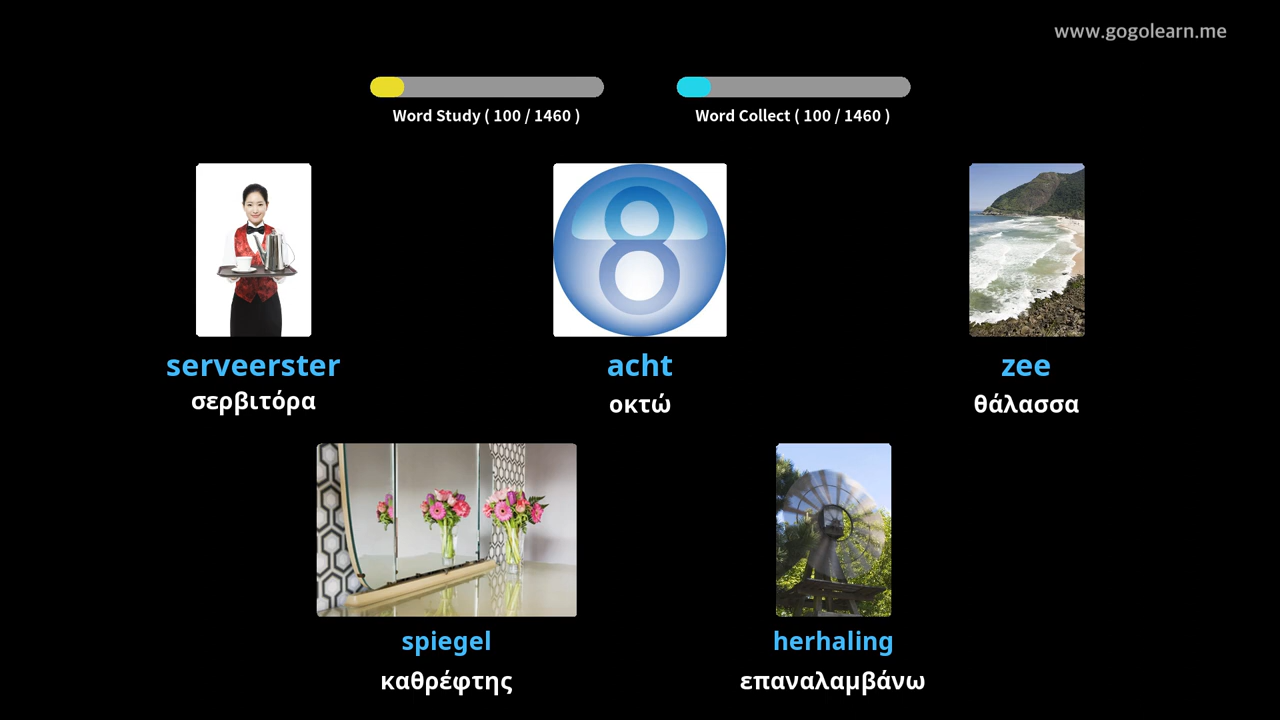 www.gogolearn.me
Word Study ( 100 / 1460 )
Word Collect ( 100 / 1460 )
serveerster
σερβιτόρα
acht
οκτώ
zee
θάλασσα
spiegel
καθρέφτης
herhaling
επαναλαμβάνω